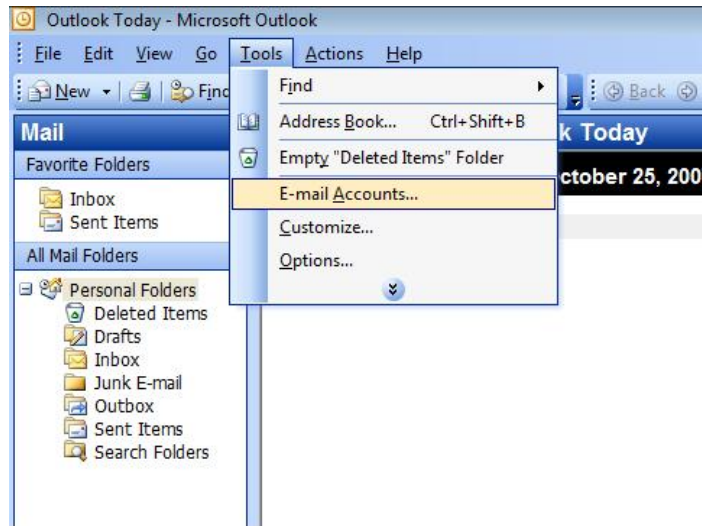 Outlook Today - Microsoft Outlook
File Edit View Go Tools Actions Help
New Find Back
Find
Address Book... Ctrl+Shift+B
Empty "Deleted Items" Folder
E-mail Accounts...
Customize...
Options...
Mail
Favorite Folders
Inbox
Sent Items
All Mail Folders
Personal Folders
Deleted Items
Drafts
Inbox
Junk E-mail
Outbox
Sent Items
Search Folders
k Today
ctober 25, 200